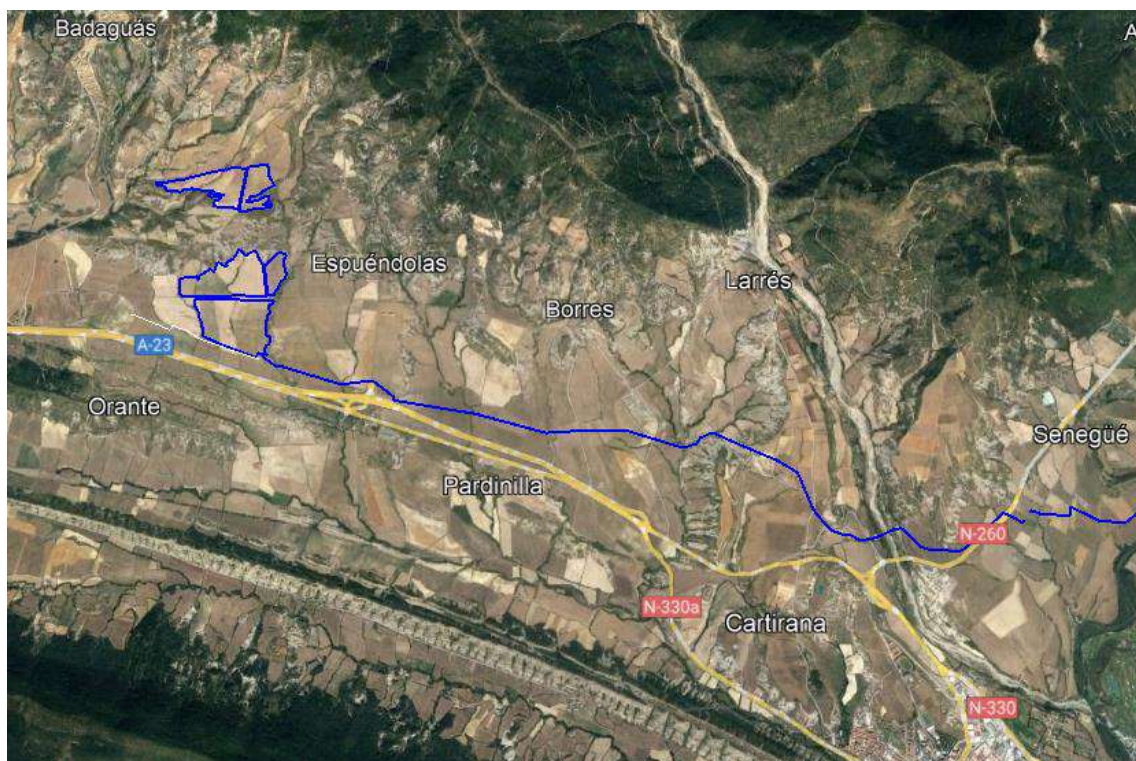 Badaguás
A
Espuéndolas
Larrés
Borres
A-23
Orante
Senegüé
Pardinilla
N-260
N-330a
Cartirana
N-330